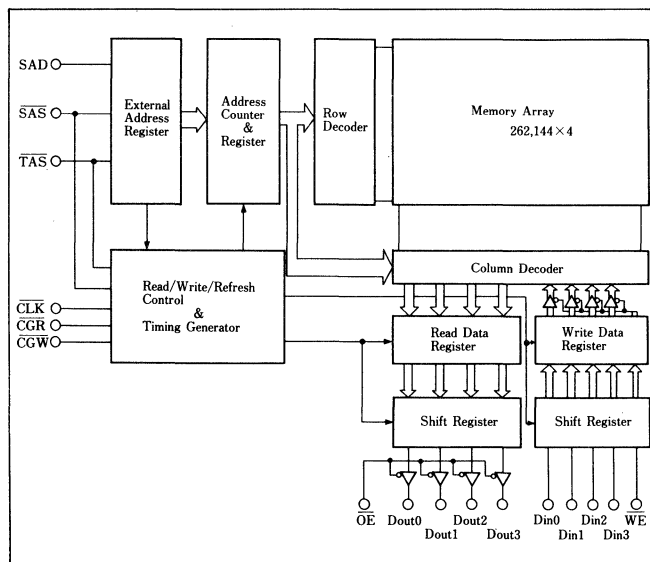 SAD
SAS
TAS
External
Address
Register
Address
Counter
&
Register
Row
Decoder
Memory Array
262,144×4
Column Decoder
Read/Write/Refresh
Control
&
Timing Generator
CLK
CGR
CGW
Read Data
Register
Write Data
Register
Shift Register
Shift Register
OE
Dout0
Dout1
Dout2
Dout3
Din0
Din1
Din2
Din3
WE